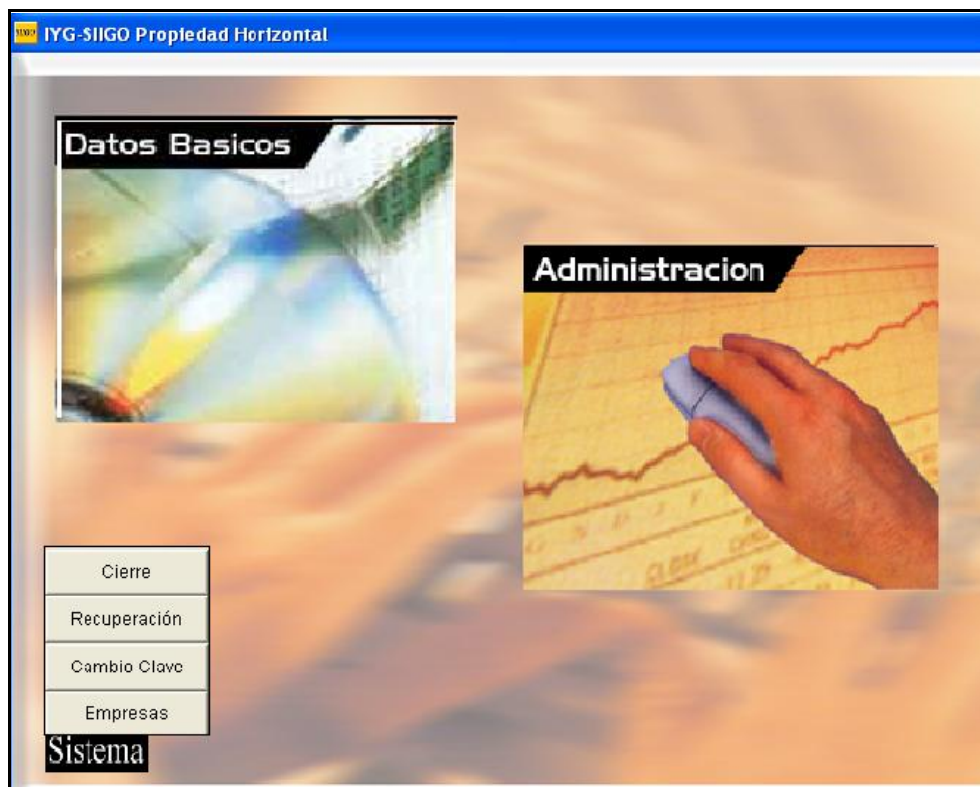 IYG-SIIGO Propiedad Horizontal
Datos Basicos
Administracion
Cierre
Recuperación
Cambio Clave
Empresas
Sistema